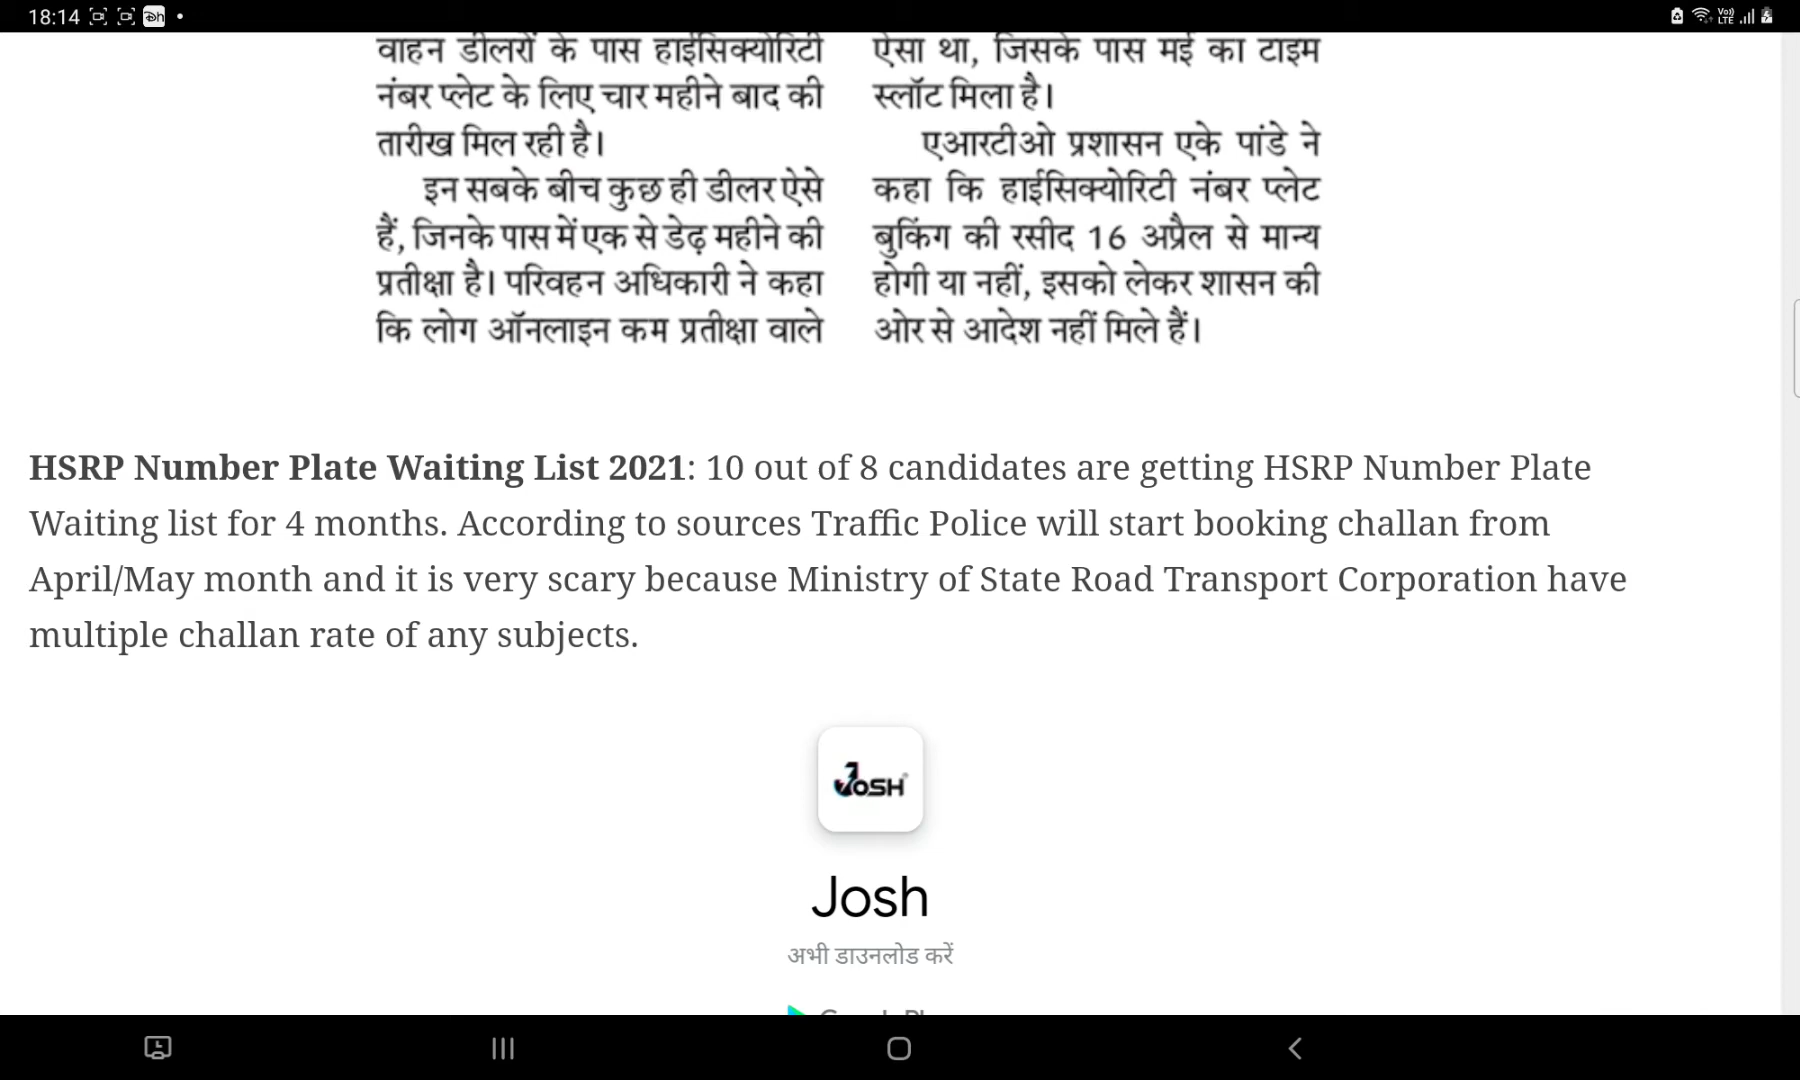 18:14
वाहन डीलरों के पास हाईसिक्योरिटी
नंबर प्लेट के लिए चार महीने बाद की
तारीख मिल रही है।
इन सबके बीच कुछ ही डीलर ऐसे
हैं, जिनके पास में एक से डेढ़ महीने की
प्रतीक्षा है। परिवहन अधिकारी ने कहा
कि लोग ऑनलाइन कम प्रतीक्षा वाले
ऐसा था, जिसके पास मई का टाइम
स्लॉट मिला है।
एआरटीओ प्रशासन एके पांडे ने
कहा कि हाईसिक्योरिटी नंबर प्लेट
बुकिंग की रसीद 16 अप्रैल से मान्य
होगी या नहीं, इसको लेकर शासन की
ओर से आदेश नहीं मिले हैं।
HSRP Number Plate Waiting List 2021: 10 out of 8 candidates are getting HSRP Number Plate
Waiting list for 4 months. According to sources Traffic Police will start booking challan from
April/May month and it is very scary because Ministry of State Road Transport Corporation have
multiple challan rate of any subjects.
JOSH
Josh
अभी डाउनलोड करें